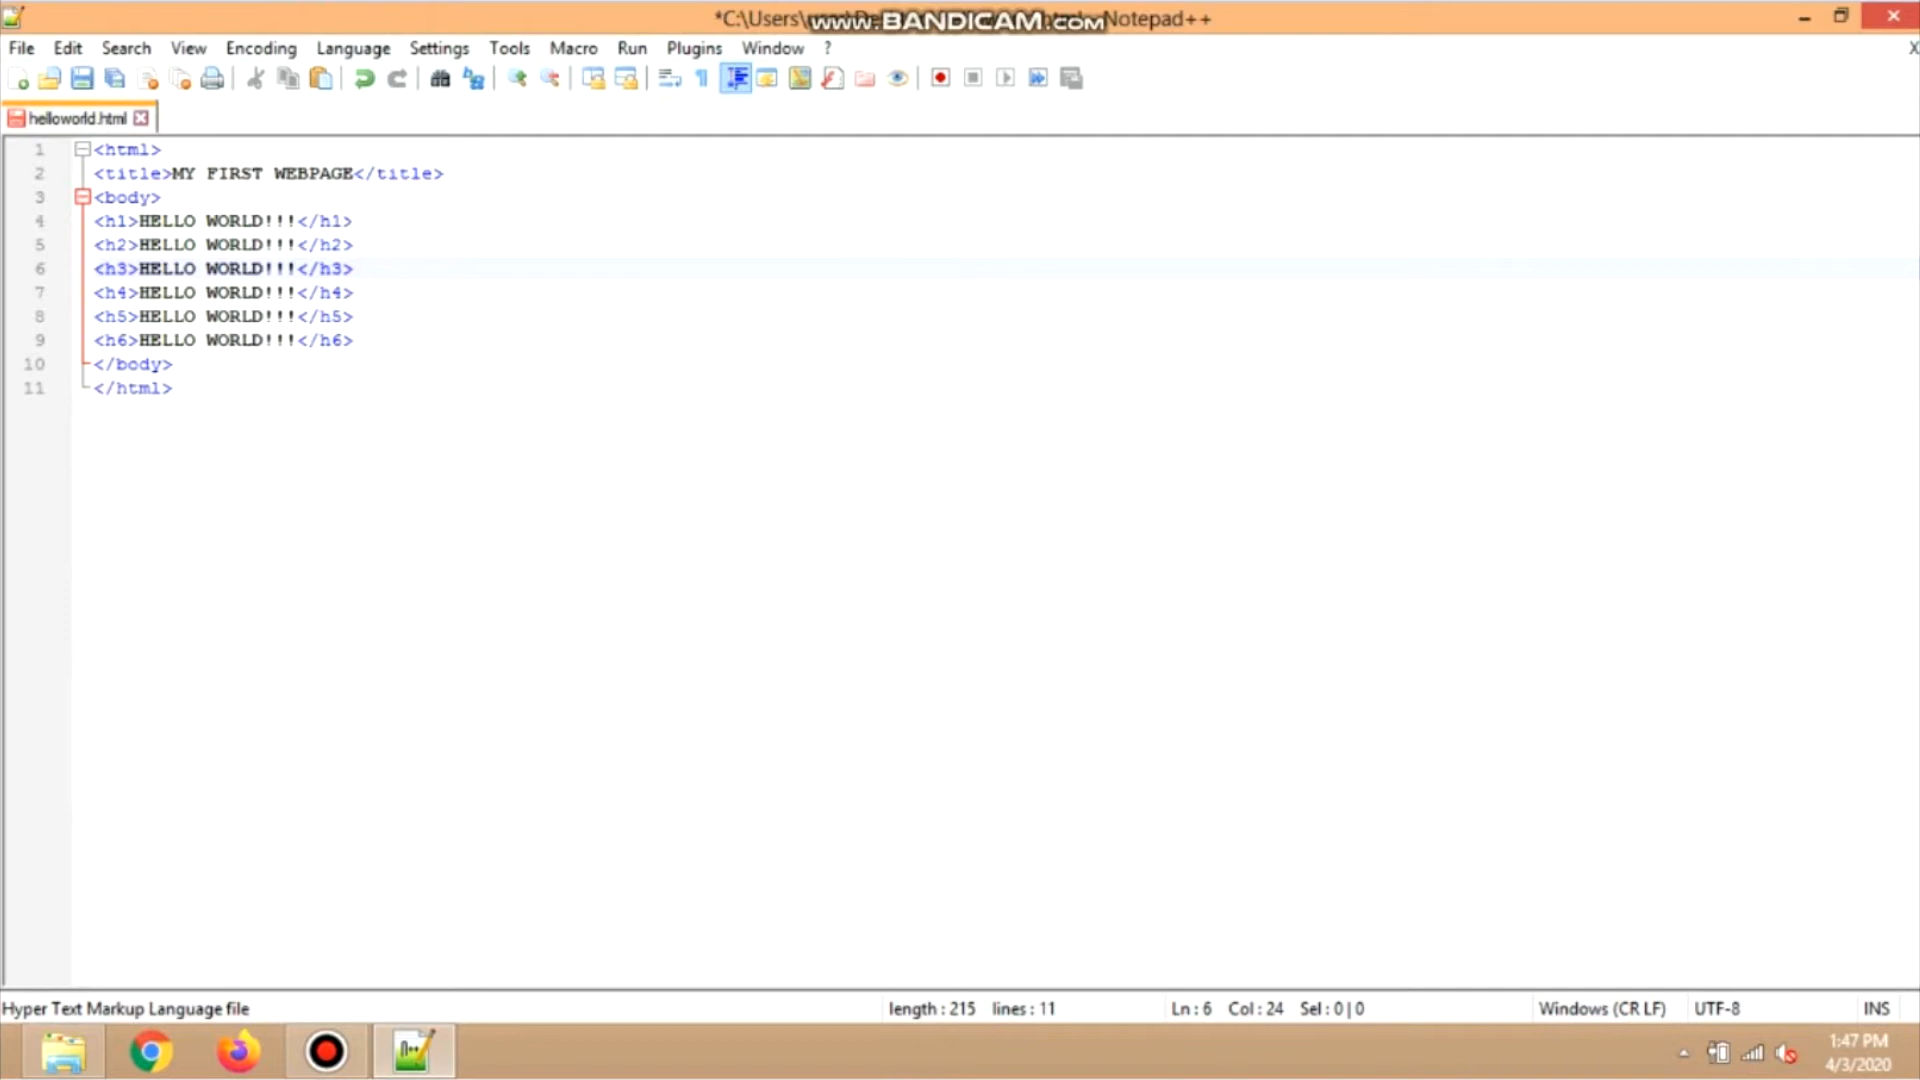 *C:\Users\ www.BANDICAM.com Notepad++
File Edit Search View Encoding Language Settings Tools Macro Run Plugins Window ? X
helloworld.html
1 <html>
2 <title>MY FIRST WEBPAGE</title>
3 <body>
4 <h1>HELLO WORLD!!!</h1>
5 <h2>HELLO WORLD!!!</h2>
6 <h3>HELLO WORLD!!!</h3>
7 <h4>HELLO WORLD!!!</h4>
8 <h5>HELLO WORLD!!!</h5>
9 <h6>HELLO WORLD!!!</h6>
10 </body>
11 </html>
Hyper Text Markup Language file length : 215 lines : 11 Ln : 6 Col : 24 Sel : 0 | 0 Windows (CR LF) UTF-8 INS
1:47 PM
4/3/2020